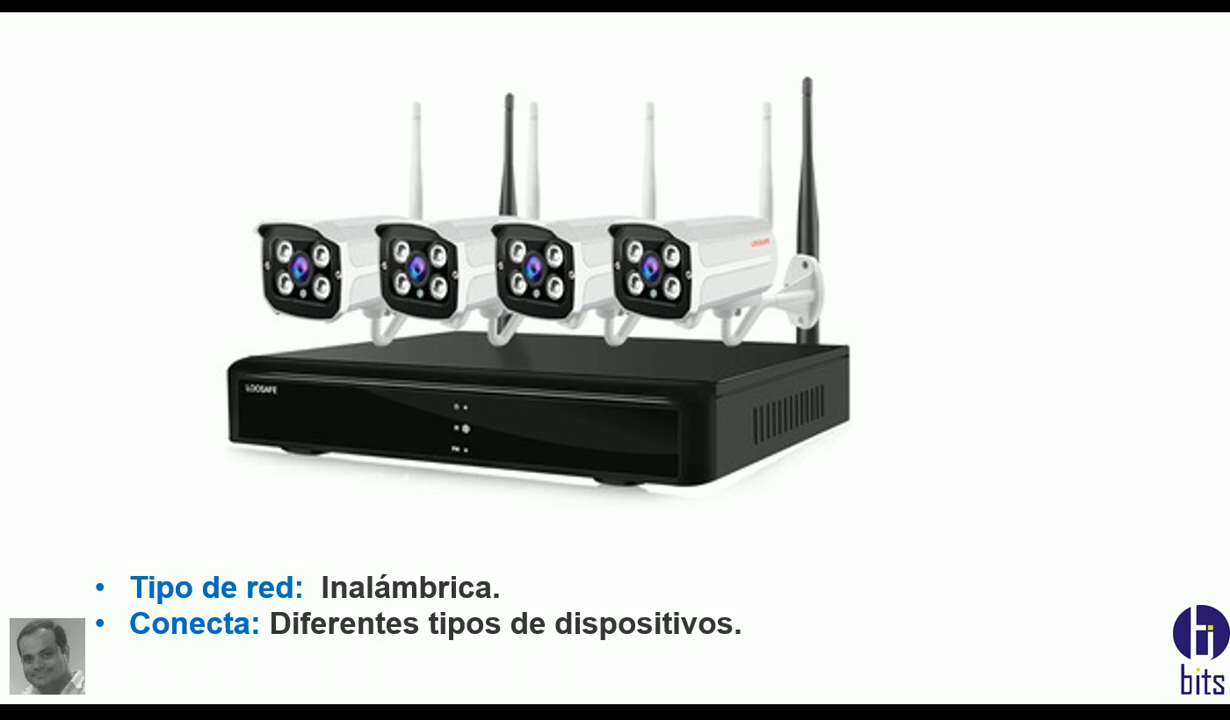 LOOSAFE
LOOSAFE
• Tipo de red: Inalámbrica.
• Conecta: Diferentes tipos de dispositivos.
bits